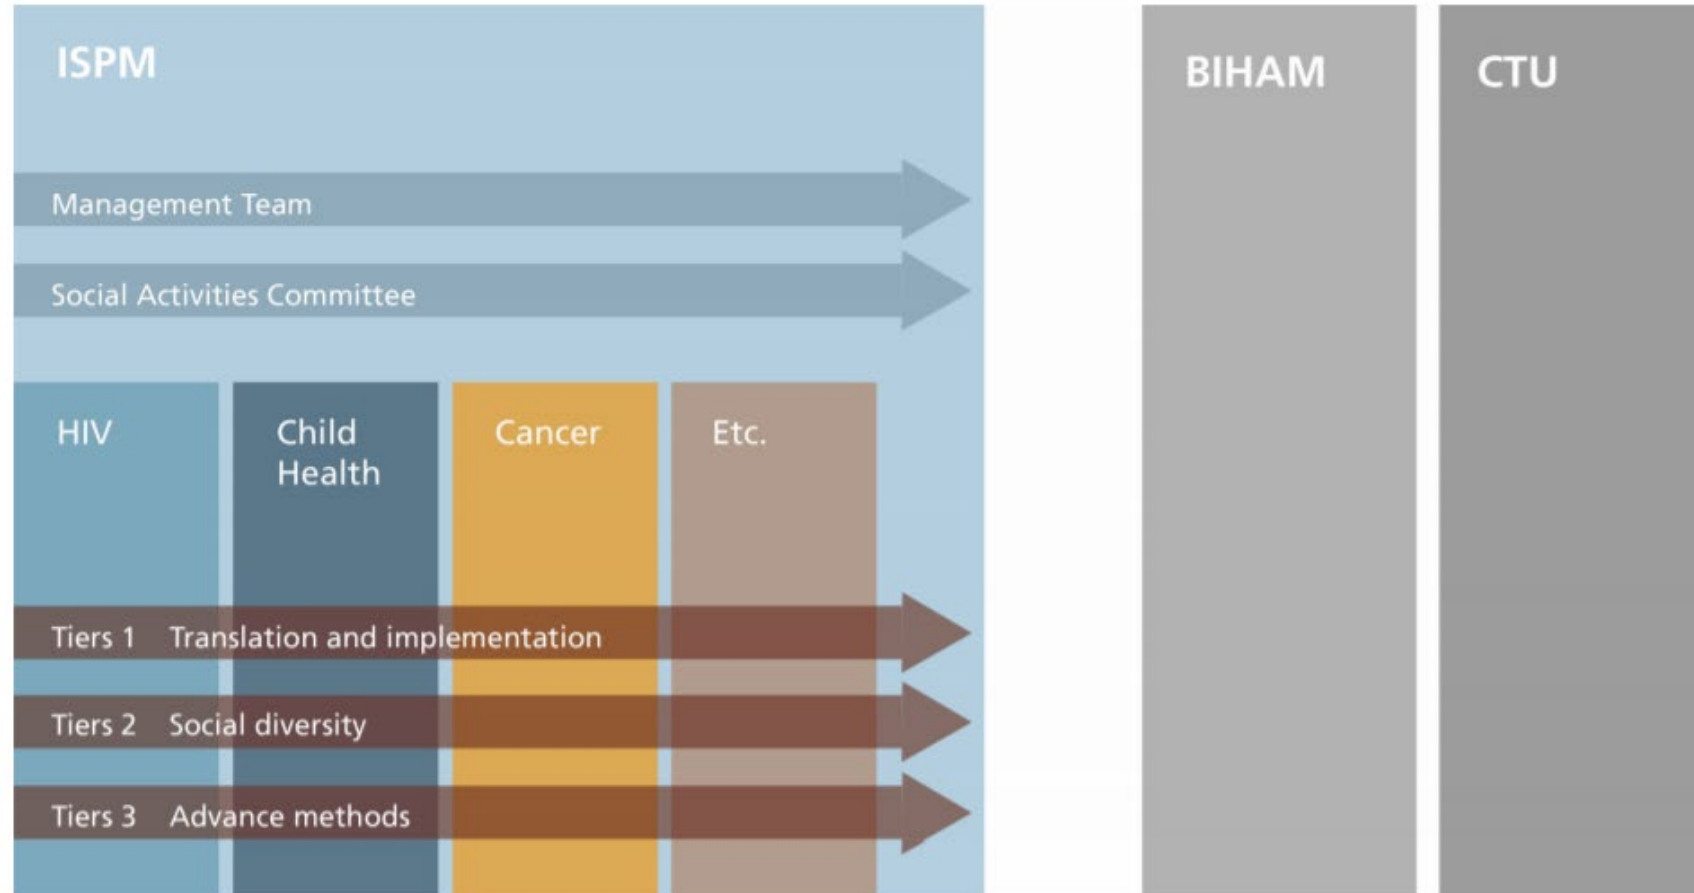 ISPM
BIHAM
CTU
Management Team
Social Activities Committee
HIV
Child
Health
Cancer
Etc.
Tiers 1 Translation and implementation
Tiers 2 Social diversity
Tiers 3 Advance methods